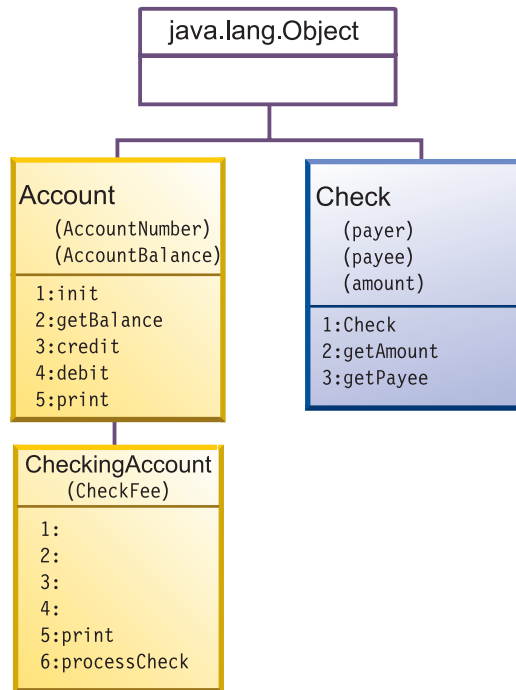 java.lang.Object
Account
(AccountNumber)
(AccountBalance)
1:init
2:getBalance
3:credit
4:debit
5:print
Check
(payer)
(payee)
(amount)
1:Check
2:getAmount
3:getPayee
CheckingAccount
(CheckFee)
1:
2:
3:
4:
5:print
6:processCheck